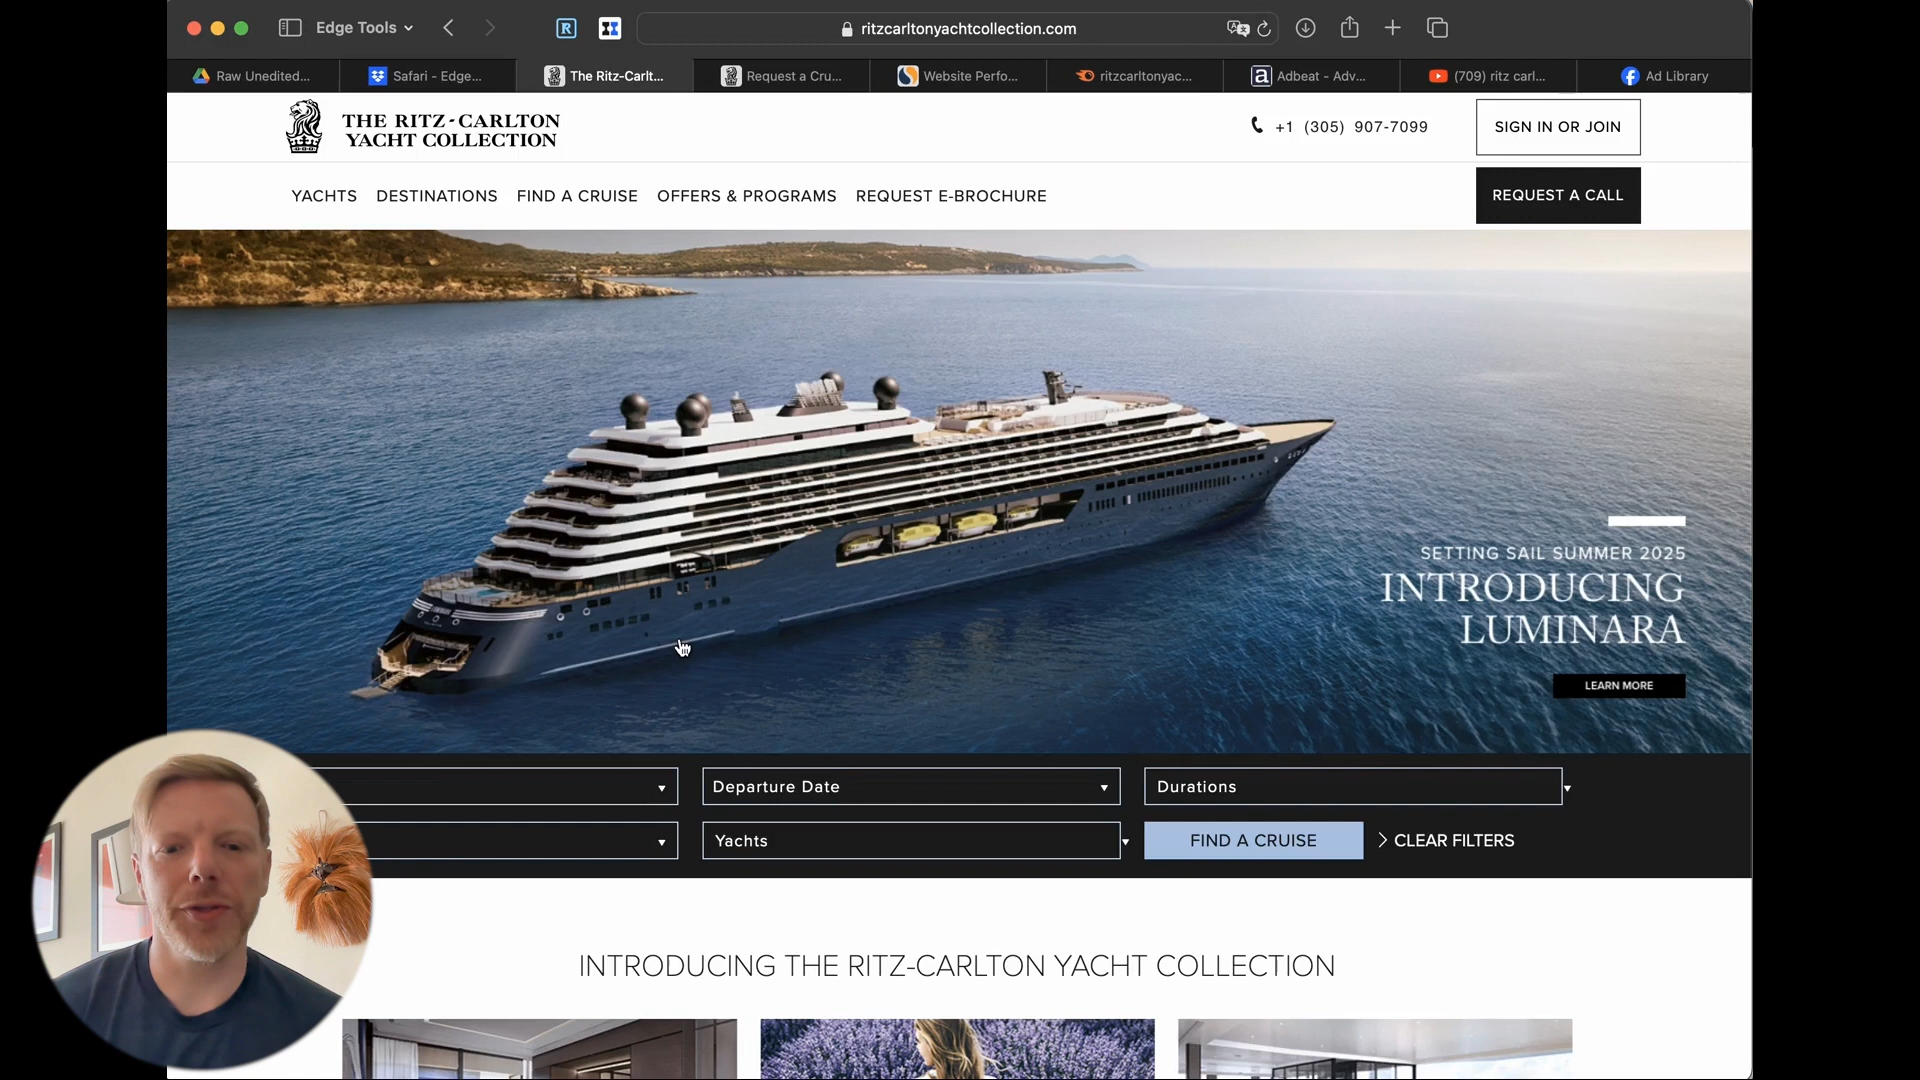 Edge Tools
ritzcarltonyachtcollection.com
Raw Unedited...
Safari - Edge...
The Ritz-Carlt...
Request a Cru...
Website Perfo...
ritzcarltonyac...
Adbeat - Adv...
(709) ritz carl...
Ad Library
THE RITZ-CARLTON
YACHT COLLECTION
+1 (305) 907-7099
SIGN IN OR JOIN
YACHTS DESTINATIONS FIND A CRUISE OFFERS & PROGRAMS REQUEST E-BROCHURE
REQUEST A CALL
SETTING SAIL SUMMER 2025
INTRODUCING
LUMINARA
LEARN MORE
Departure Date
Durations
Yachts
FIND A CRUISE
CLEAR FILTERS
INTRODUCING THE RITZ-CARLTON YACHT COLLECTION